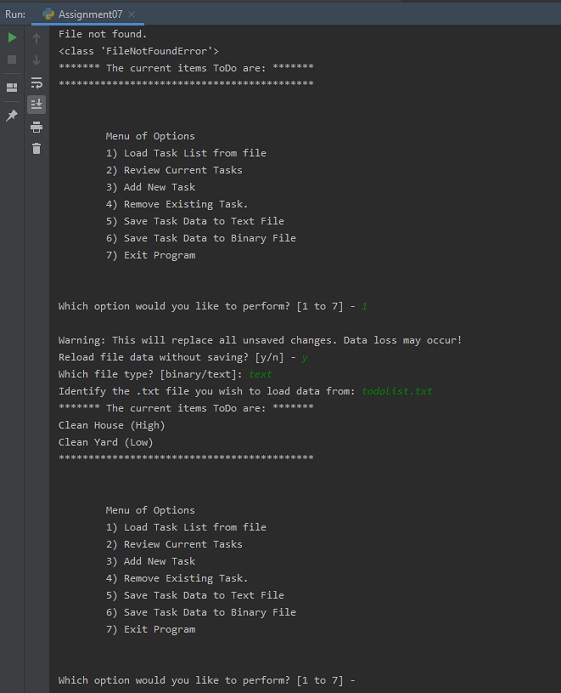 Run: Assignment07
File not found.
<class 'FileNotFoundError'>
******* The current items ToDo are: *******
*******************************************
Menu of Options
1) Load Task List from file
2) Review Current Tasks
3) Add New Task
4) Remove Existing Task.
5) Save Task Data to Text File
6) Save Task Data to Binary File
7) Exit Program
Which option would you like to perform? [1 to 7] - 1
Warning: This will replace all unsaved changes. Data loss may occur!
Reload file data without saving? [y/n] - y
Which file type? [binary/text]: text
Identify the .txt file you wish to load data from: todolist.txt
******* The current items ToDo are: *******
Clean House (High)
Clean Yard (Low)
*******************************************
Menu of Options
1) Load Task List from file
2) Review Current Tasks
3) Add New Task
4) Remove Existing Task.
5) Save Task Data to Text File
6) Save Task Data to Binary File
7) Exit Program
Which option would you like to perform? [1 to 7] -